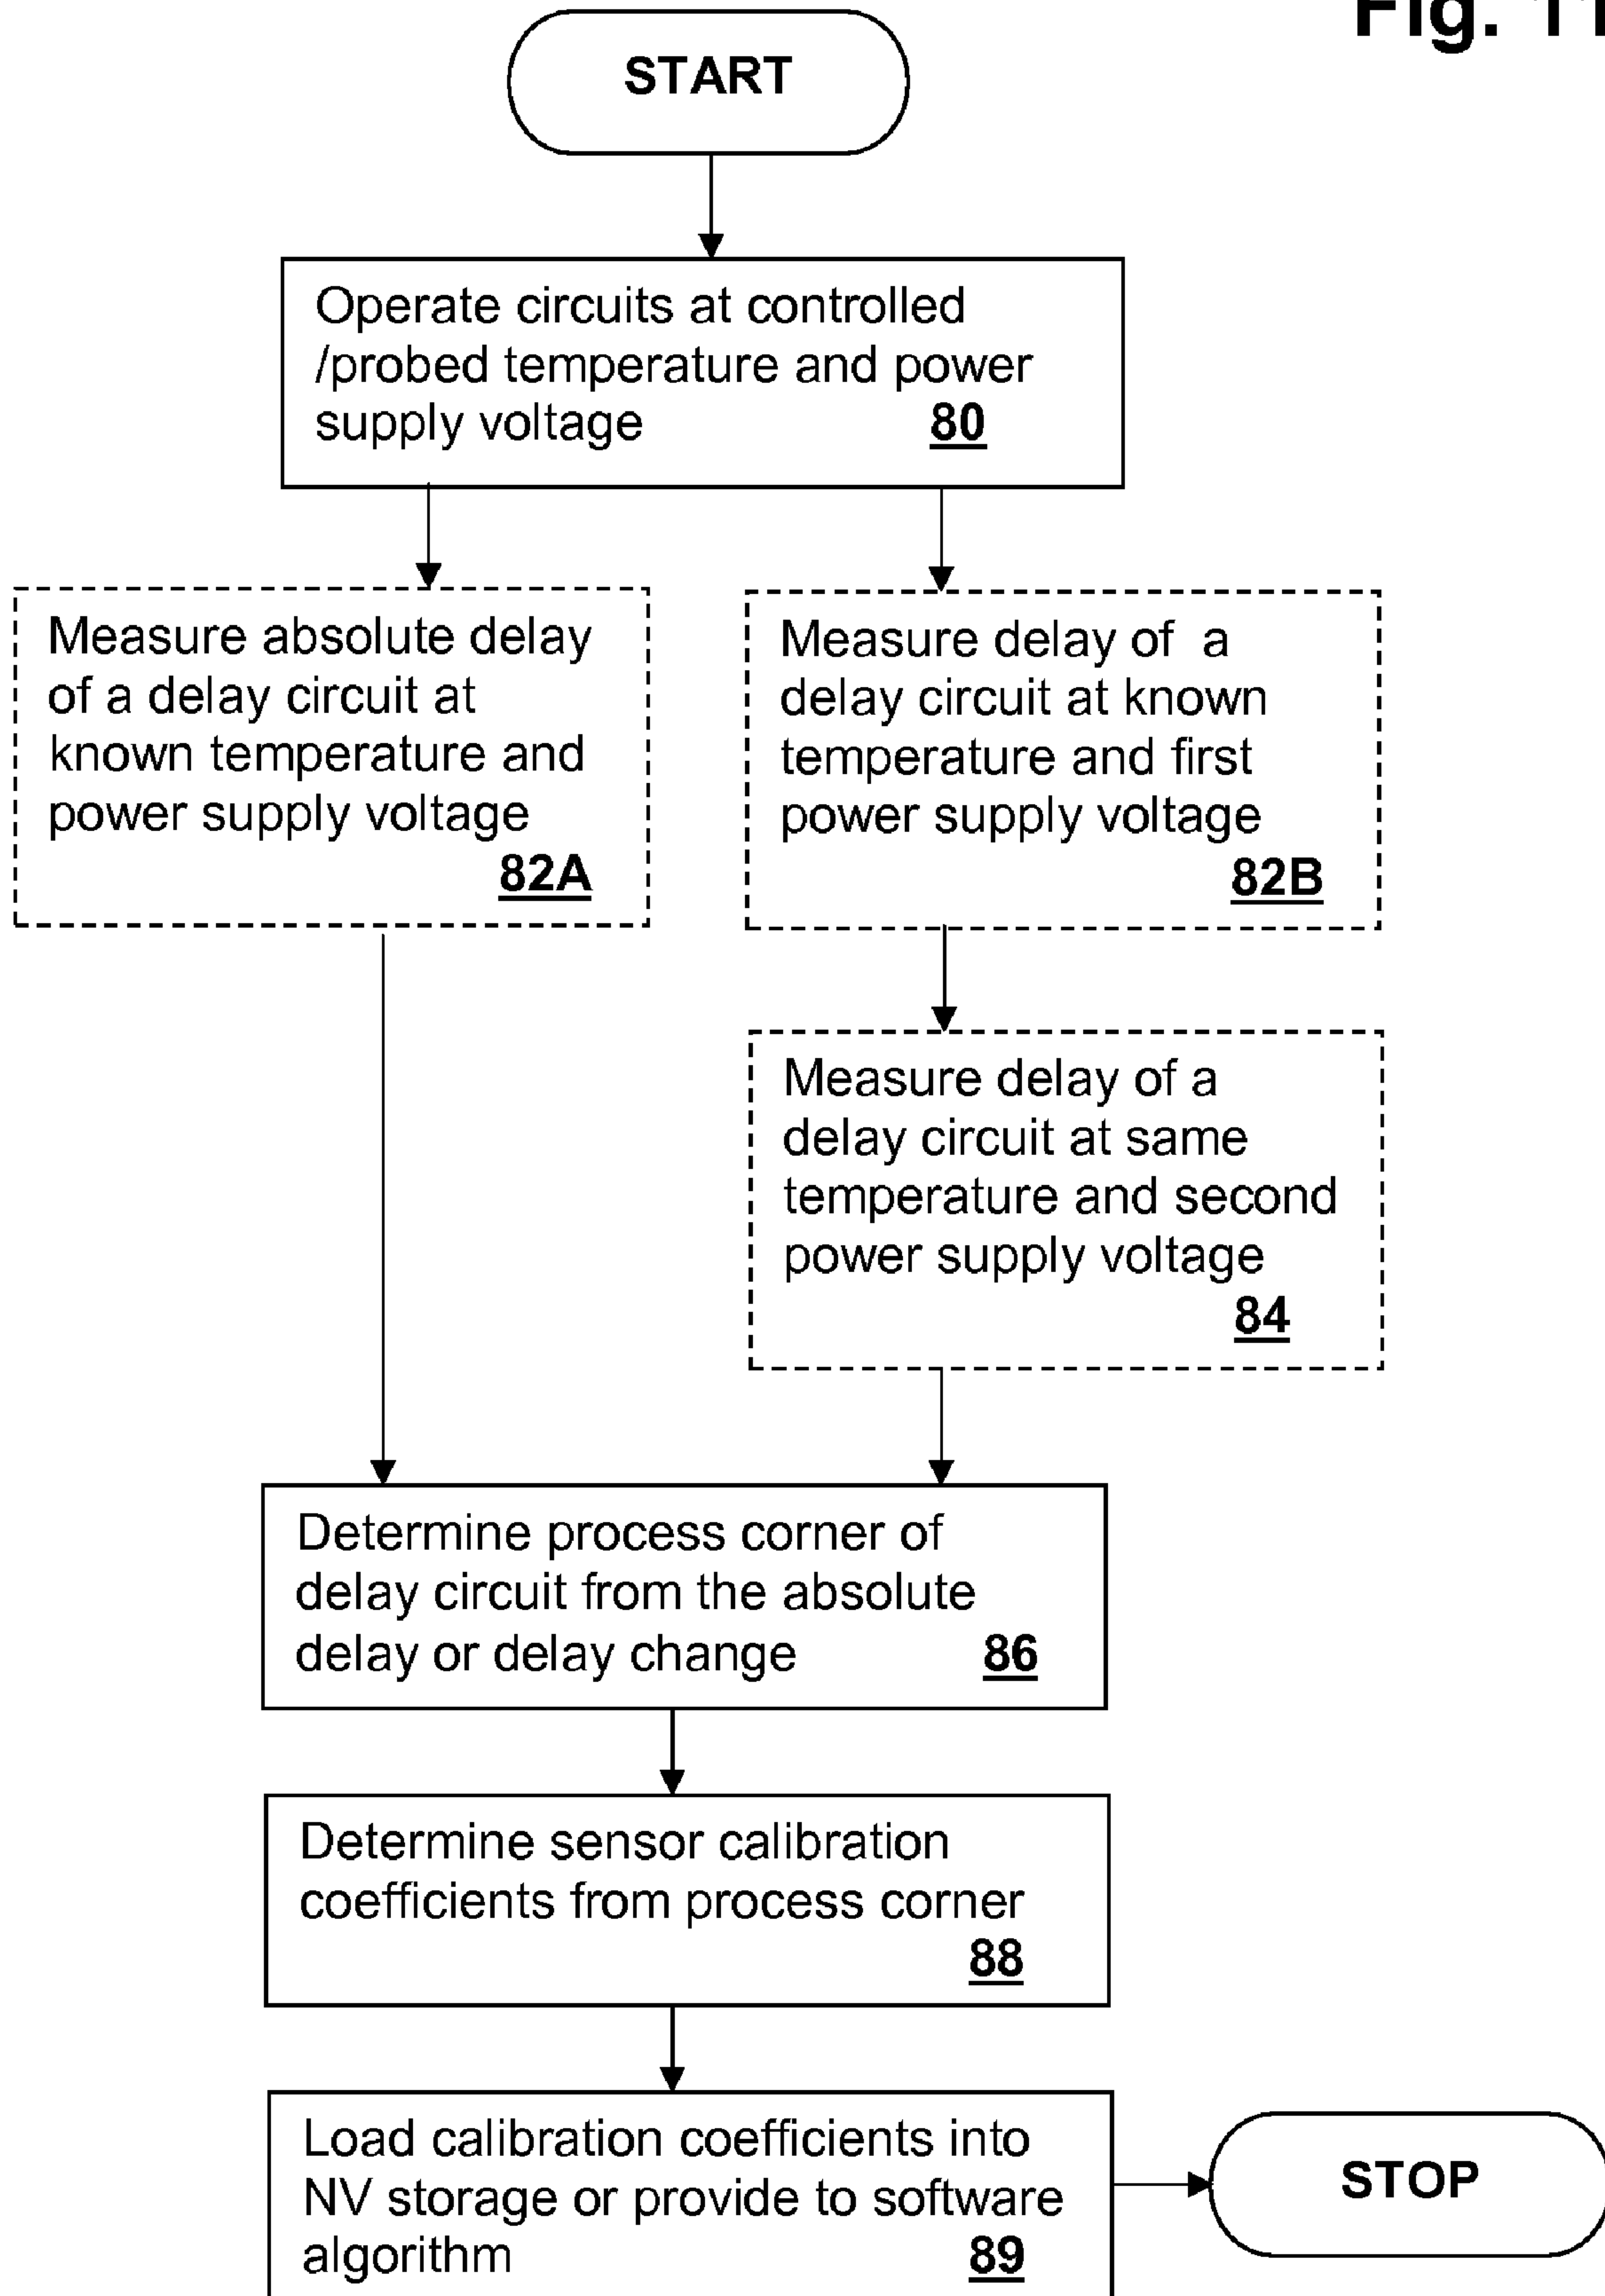 Fig. 11
START
Operate circuits at controlled
/probed temperature and power
supply voltage 80
Measure absolute delay
of a delay circuit at
known temperature and
power supply voltage
82A
Measure delay of a
delay circuit at known
temperature and first
power supply voltage
82B
Measure delay of a
delay circuit at same
temperature and second
power supply voltage
84
Determine process corner of
delay circuit from the absolute
delay or delay change 86
Determine sensor calibration
coefficients from process corner
88
Load calibration coefficients into
NV storage or provide to software
algorithm 89
STOP